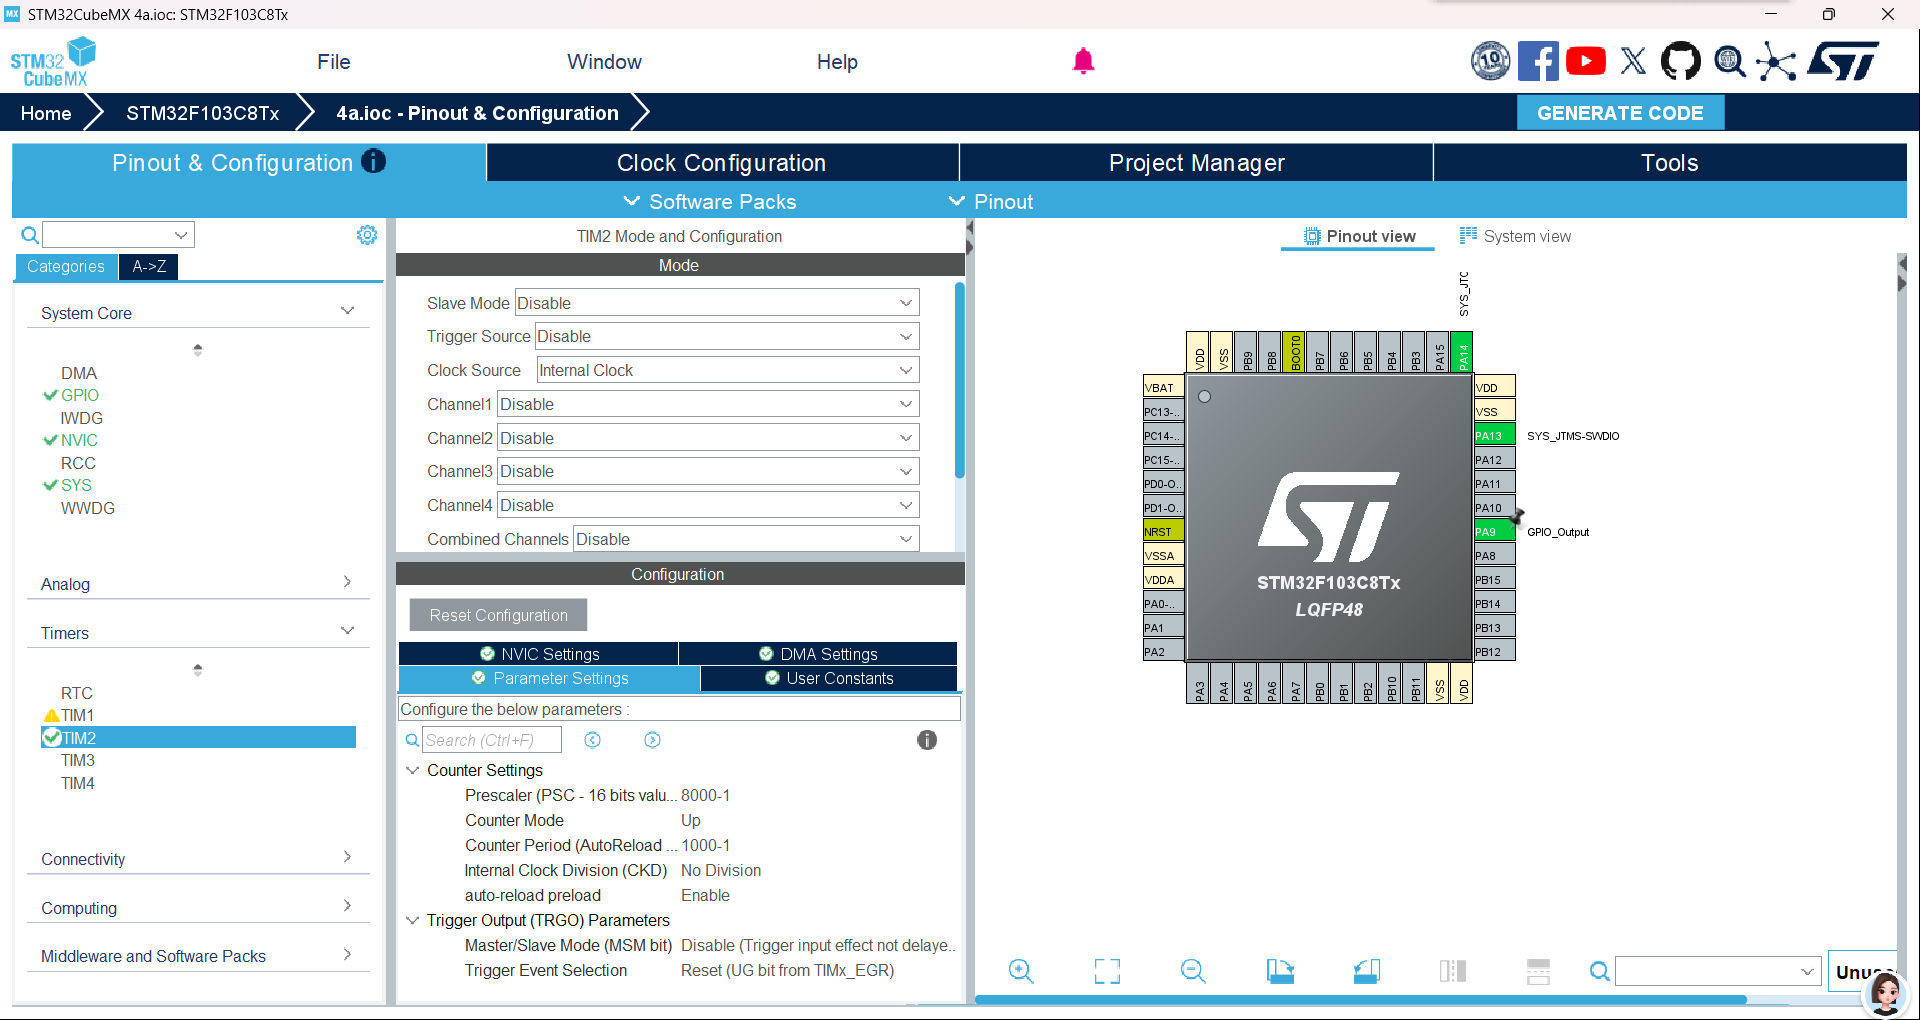 STM32CubeMX 4a.ioc: STM32F103C8Tx
STM32 CubeMX
File
Window
Help
10
Home
STM32F103C8Tx
4a.ioc - Pinout & Configuration
GENERATE CODE
Pinout & Configuration
Clock Configuration
Project Manager
Tools
Software Packs
Pinout
Categories
A->Z
System Core
DMA
GPIO
IWDG
NVIC
RCC
SYS
WWDG
Analog
Timers
RTC
TIM1
TIM2
TIM3
TIM4
Connectivity
Computing
Middleware and Software Packs
TIM2 Mode and Configuration
Mode
Slave Mode Disable
Trigger Source Disable
Clock Source Internal Clock
Channel1 Disable
Channel2 Disable
Channel3 Disable
Channel4 Disable
Combined Channels Disable
Configuration
Reset Configuration
NVIC Settings
DMA Settings
Parameter Settings
User Constants
Configure the below parameters :
Search (Ctrl+F)
Counter Settings
Prescaler (PSC - 16 bits valu... 8000-1
Counter Mode Up
Counter Period (AutoReload ... 1000-1
Internal Clock Division (CKD) No Division
auto-reload preload Enable
Trigger Output (TRGO) Parameters
Master/Slave Mode (MSM bit) Disable (Trigger input effect not delaye..
Trigger Event Selection Reset (UG bit from TIMx_EGR)
Pinout view
System view
SYS_JTC
VDD
VSS
PB9
PB8
BOOT0
PB7
PB6
PB5
PB4
PB3
PA15
PA14
VBAT
PC13-..
PC14-..
PC15-..
PD0-O..
PD1-O..
NRST
VSSA
VDDA
PA0-..
PA1
PA2
VDD
VSS
PA13 SYS_JTMS-SWDIO
PA12
PA11
PA10
PA9 GPIO_Output
PA8
PB15
PB14
PB13
PB12
ST
STM32F103C8Tx
LQFP48
PA3
PA4
PA5
PA6
PA7
PB0
PB1
PB2
PB10
PB11
VSS
VDD